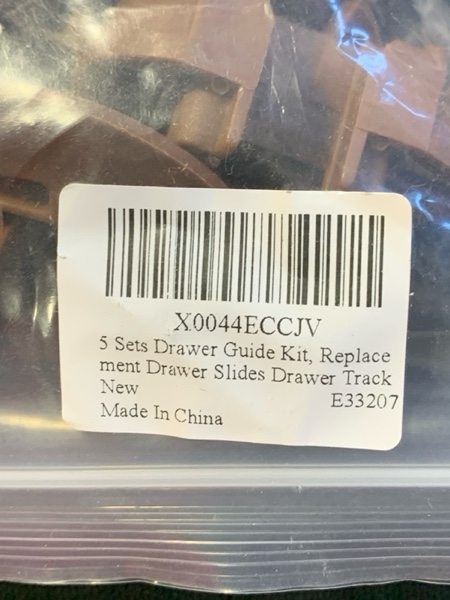 X0044ECCJV
5 Sets Drawer Guide Kit, Replace
ment Drawer Slides Drawer Track
New E33207
Made In China